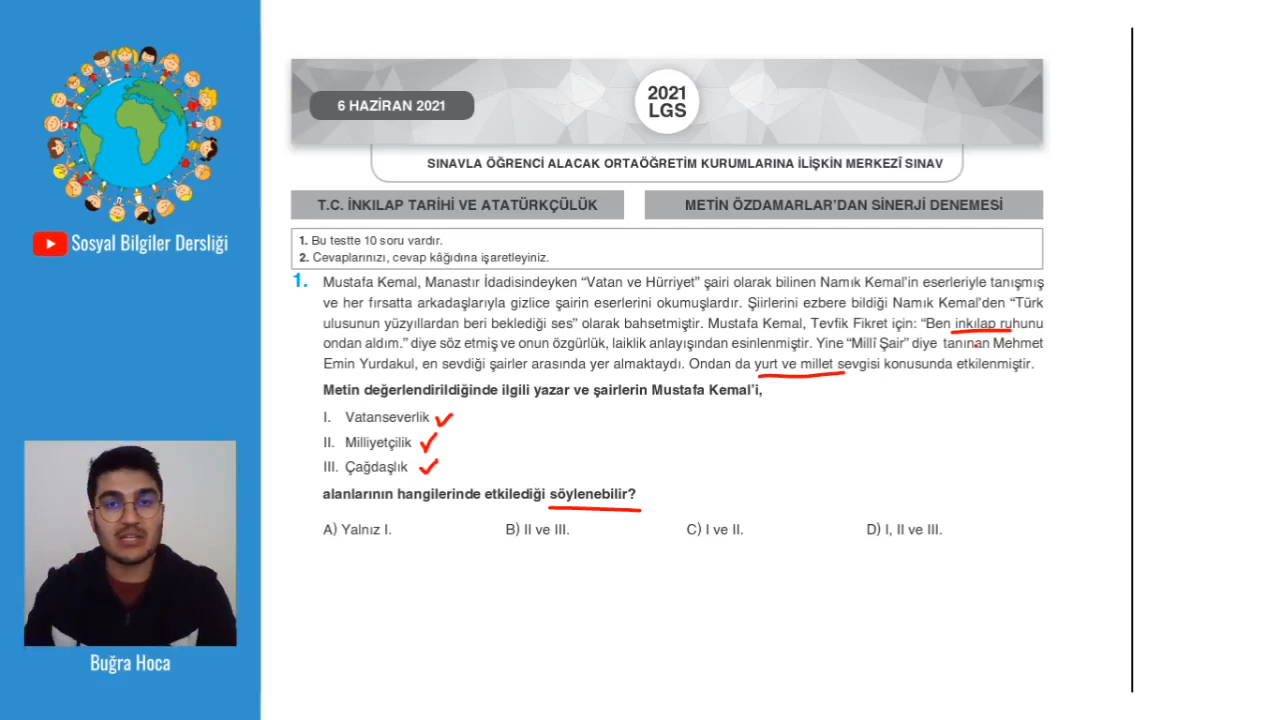 6 HAZİRAN 2021
2021
LGS
SINAVLA ÖĞRENCİ ALACAK ORTAÖĞRETİM KURUMLARINA İLİŞKİN MERKEZÎ SINAV
T.C. İNKILAP TARİHİ VE ATATÜRKÇÜLÜK
METİN ÖZDAMARLAR'DAN SİNERJİ DENEMESİ
1. Bu testte 10 soru vardır.
2. Cevaplarınızı, cevap kâğıdına işaretleyiniz.
1. Mustafa Kemal, Manastır İdadisindeyken “Vatan ve Hürriyet” şairi olarak bilinen Namık Kemal’in eserleriyle tanışmış
ve her fırsatta arkadaşlarıyla gizlice şairin eserlerini okumuşlardır. Şiirlerini ezbere bildiği Namık Kemal’den “Türk
ulusunun yüzyıllardan beri beklediği ses” olarak bahsetmiştir. Mustafa Kemal, Tevfik Fikret için: “Ben inkılap ruhunu
ondan aldım.” diye söz etmiş ve onun özgürlük, laiklik anlayışından esinlenmiştir. Yine “Millî Şair” diye tanınan Mehmet
Emin Yurdakul, en sevdiği şairler arasında yer almaktaydı. Ondan da yurt ve millet sevgisi konusunda etkilenmiştir.
Metin değerlendirildiğinde ilgili yazar ve şairlerin Mustafa Kemal’i,
I. Vatanseverlik
II. Milliyetçilik
III. Çağdaşlık
alanlarının hangilerinde etkilediği söylenebilir?
A) Yalnız I. B) II ve III. C) I ve II. D) I, II ve III.
Sosyal Bilgiler Dersliği
Buğra Hoca